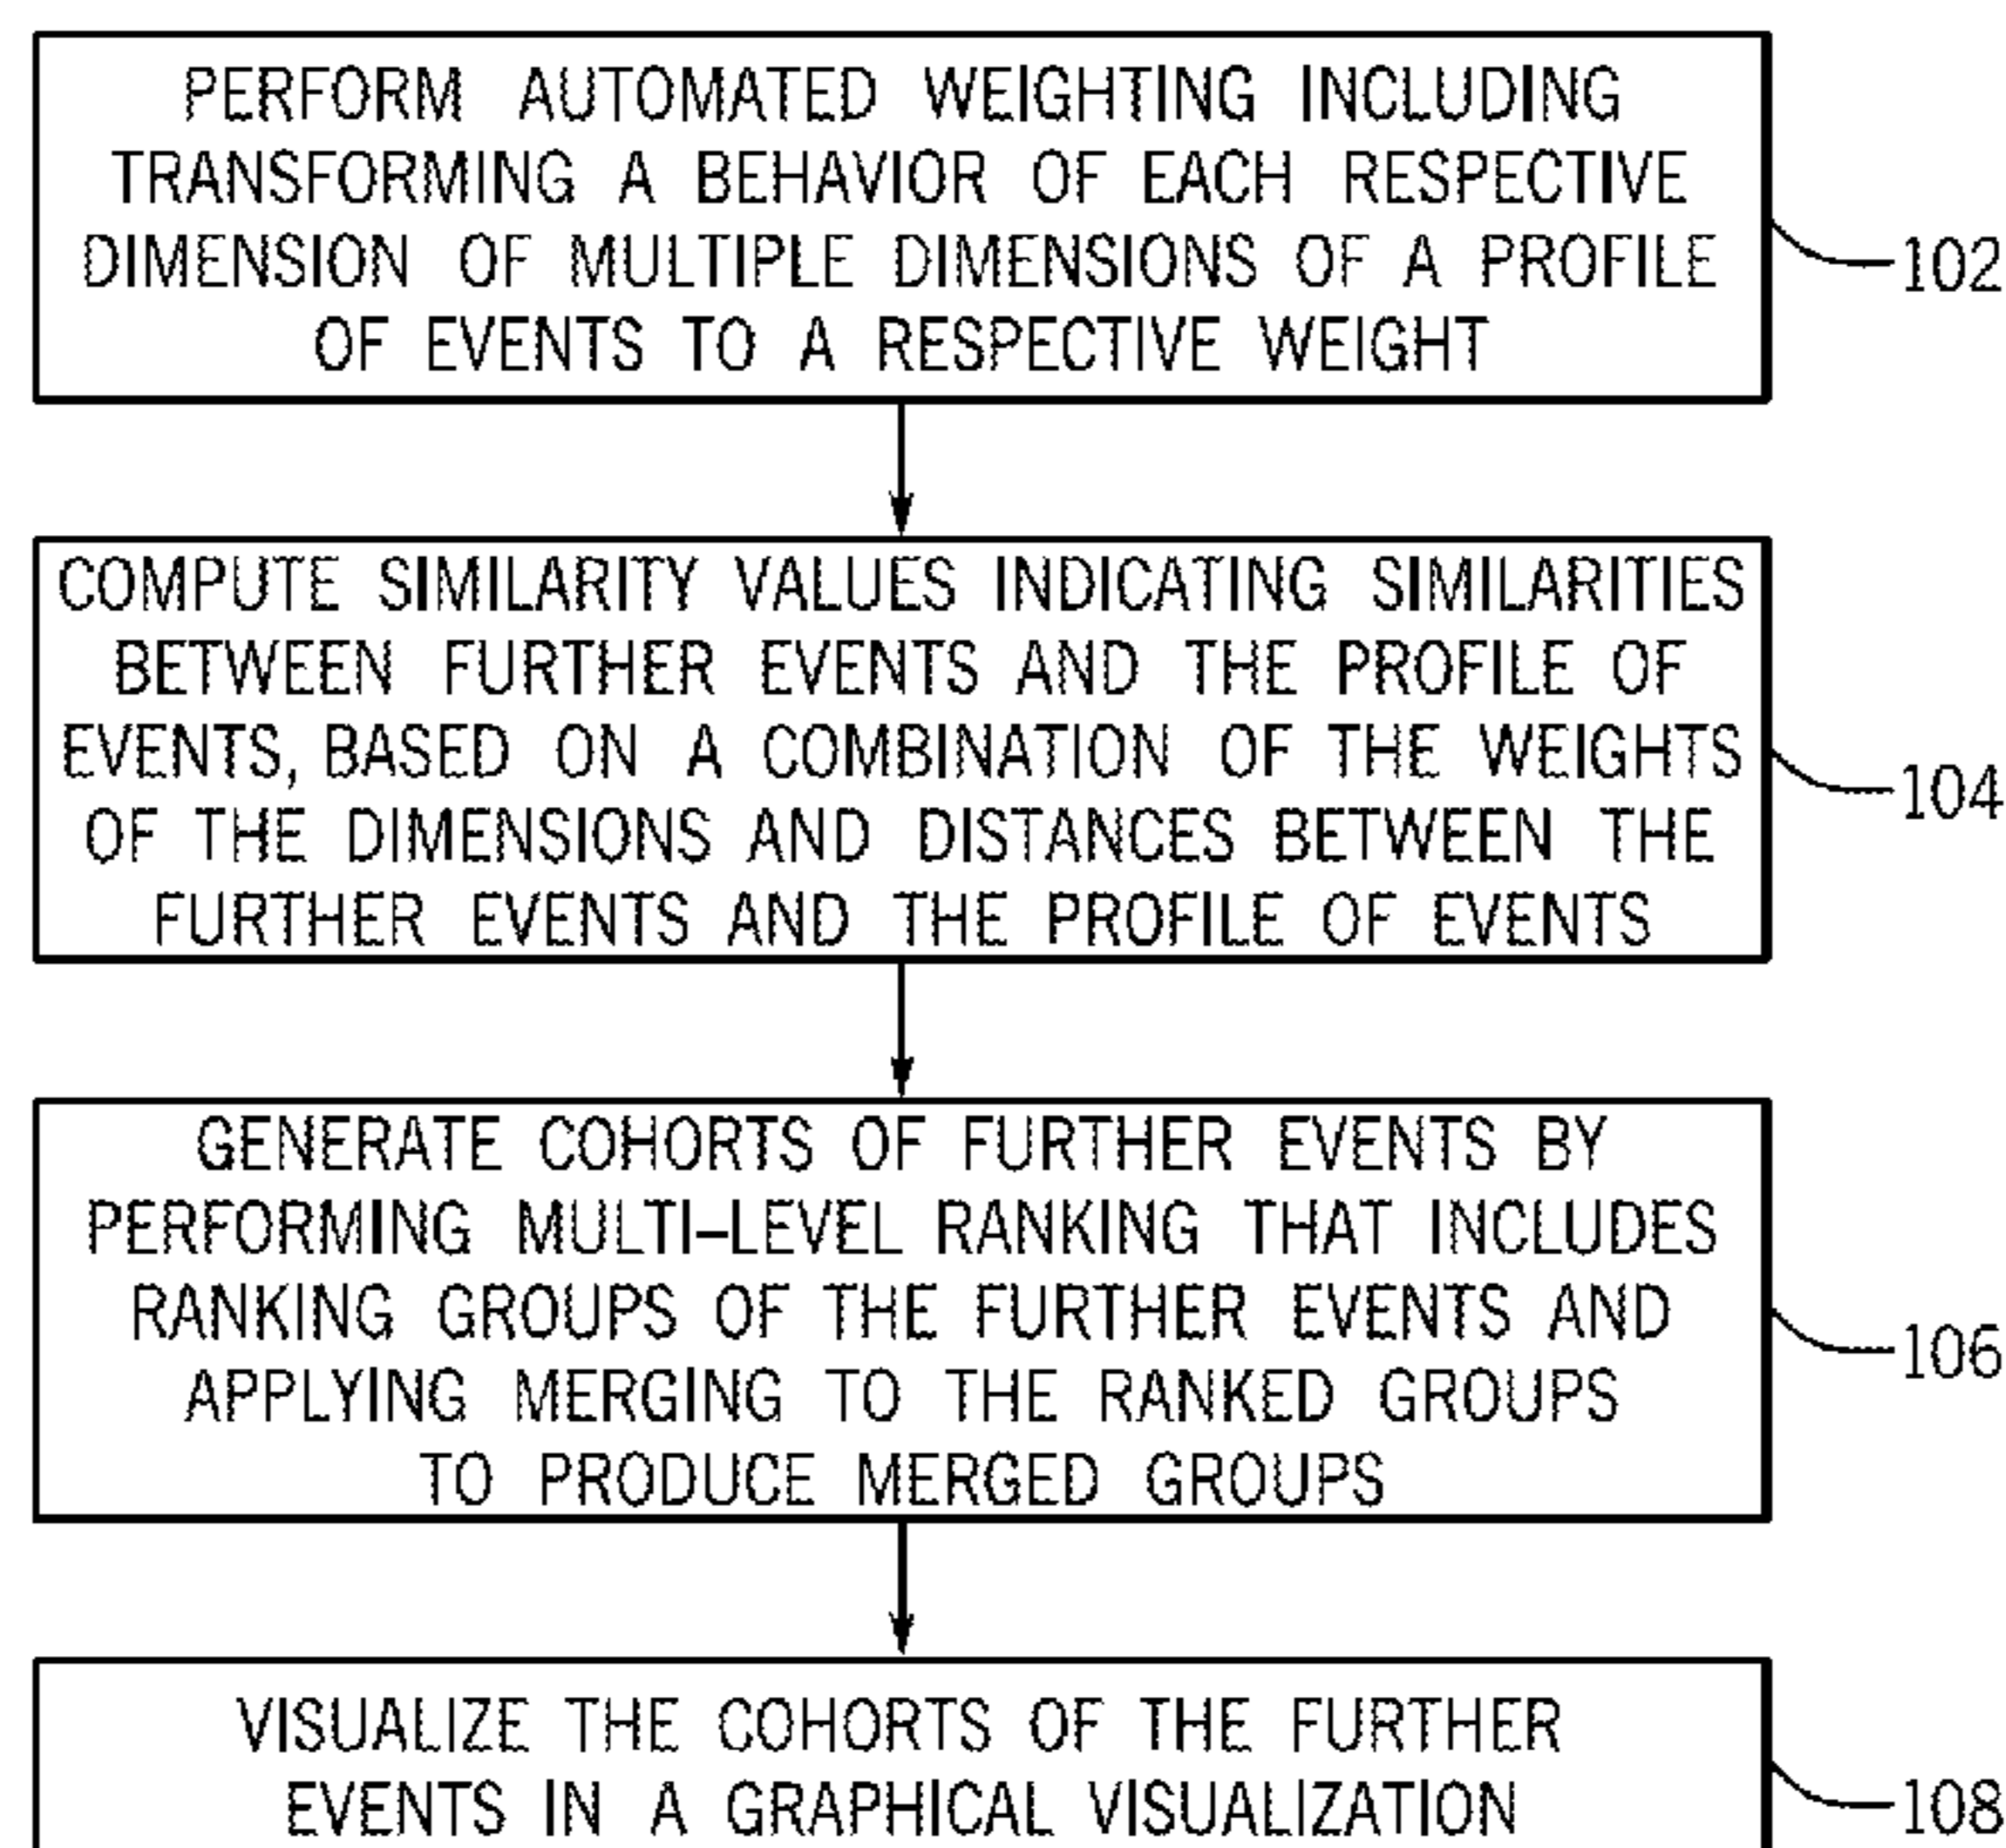 PERFORM AUTOMATED WEIGHTING INCLUDING
TRANSFORMING A BEHAVIOR OF EACH RESPECTIVE
DIMENSION OF MULTIPLE DIMENSIONS OF A PROFILE
OF EVENTS TO A RESPECTIVE WEIGHT
102
COMPUTE SIMILARITY VALUES INDICATING SIMILARITIES
BETWEEN FURTHER EVENTS AND THE PROFILE OF
EVENTS, BASED ON A COMBINATION OF THE WEIGHTS
OF THE DIMENSIONS AND DISTANCES BETWEEN THE
FURTHER EVENTS AND THE PROFILE OF EVENTS
104
GENERATE COHORTS OF FURTHER EVENTS BY
PERFORMING MULTI–LEVEL RANKING THAT INCLUDES
RANKING GROUPS OF THE FURTHER EVENTS AND
APPLYING MERGING TO THE RANKED GROUPS
TO PRODUCE MERGED GROUPS
106
VISUALIZE THE COHORTS OF THE FURTHER
EVENTS IN A GRAPHICAL VISUALIZATION
108